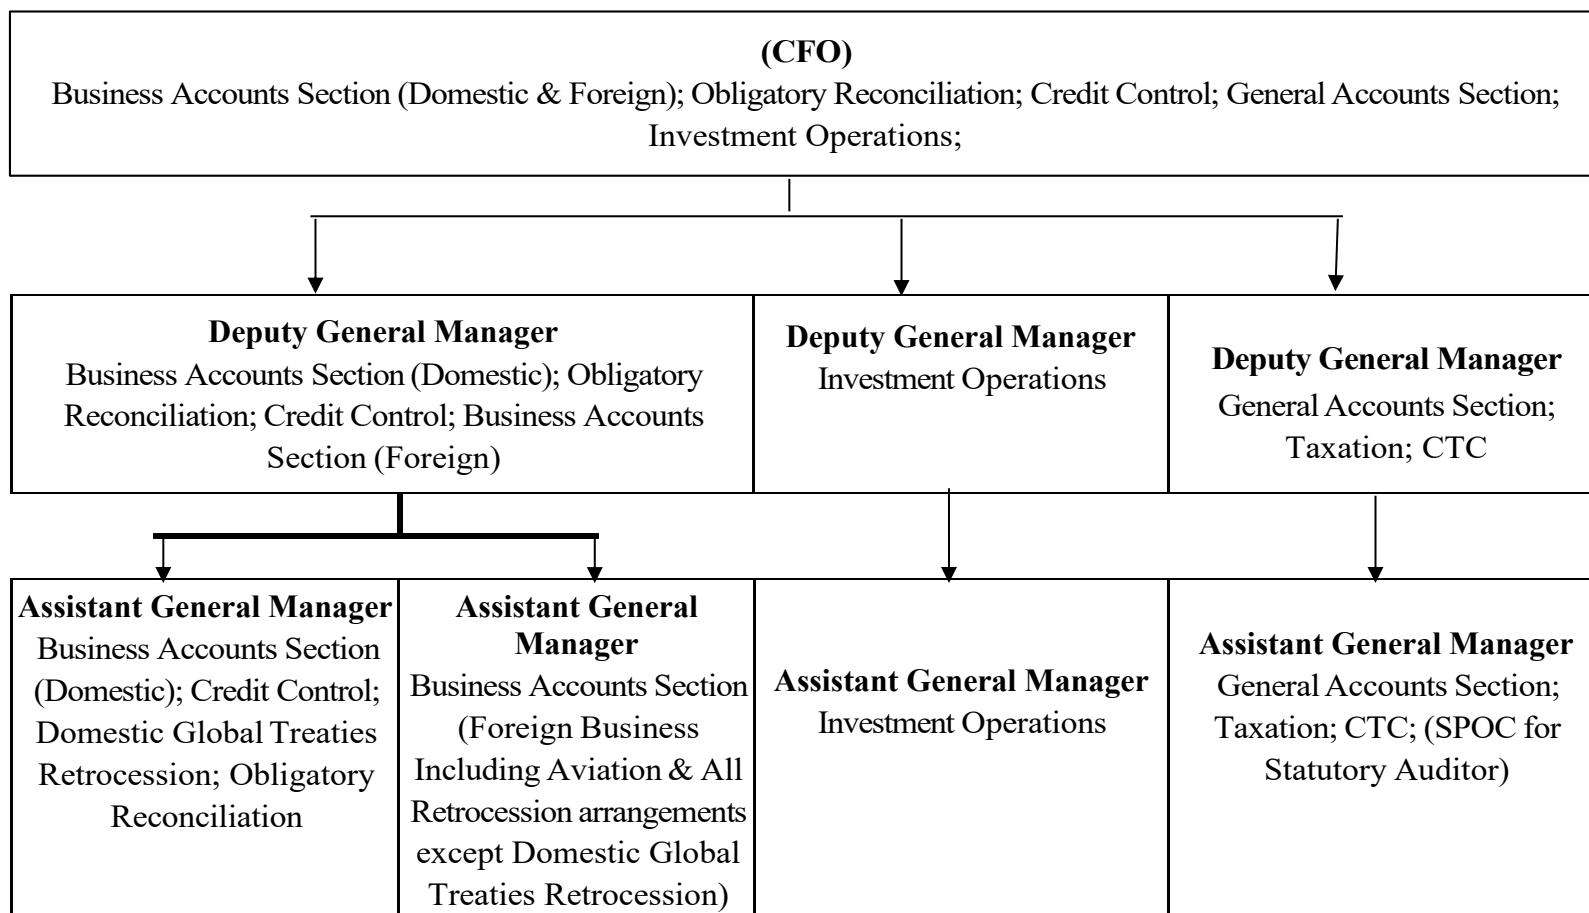 (CFO)
Business Accounts Section (Domestic & Foreign); Obligatory Reconciliation; Credit Control; General Accounts Section;
Investment Operations;
Deputy General Manager
Business Accounts Section (Domestic); Obligatory
Reconciliation; Credit Control; Business Accounts
Section (Foreign)
Deputy General Manager
Investment Operations
Deputy General Manager
General Accounts Section;
Taxation; CTC
Assistant General Manager
Business Accounts Section
(Domestic); Credit Control;
Domestic Global Treaties
Retrocession; Obligatory
Reconciliation
Assistant General
Manager
Business Accounts Section
(Foreign Business
Including Aviation & All
Retrocession arrangements
except Domestic Global
Treaties Retrocession)
Assistant General Manager
Investment Operations
Assistant General Manager
General Accounts Section;
Taxation; CTC; (SPOC for
Statutory Auditor)